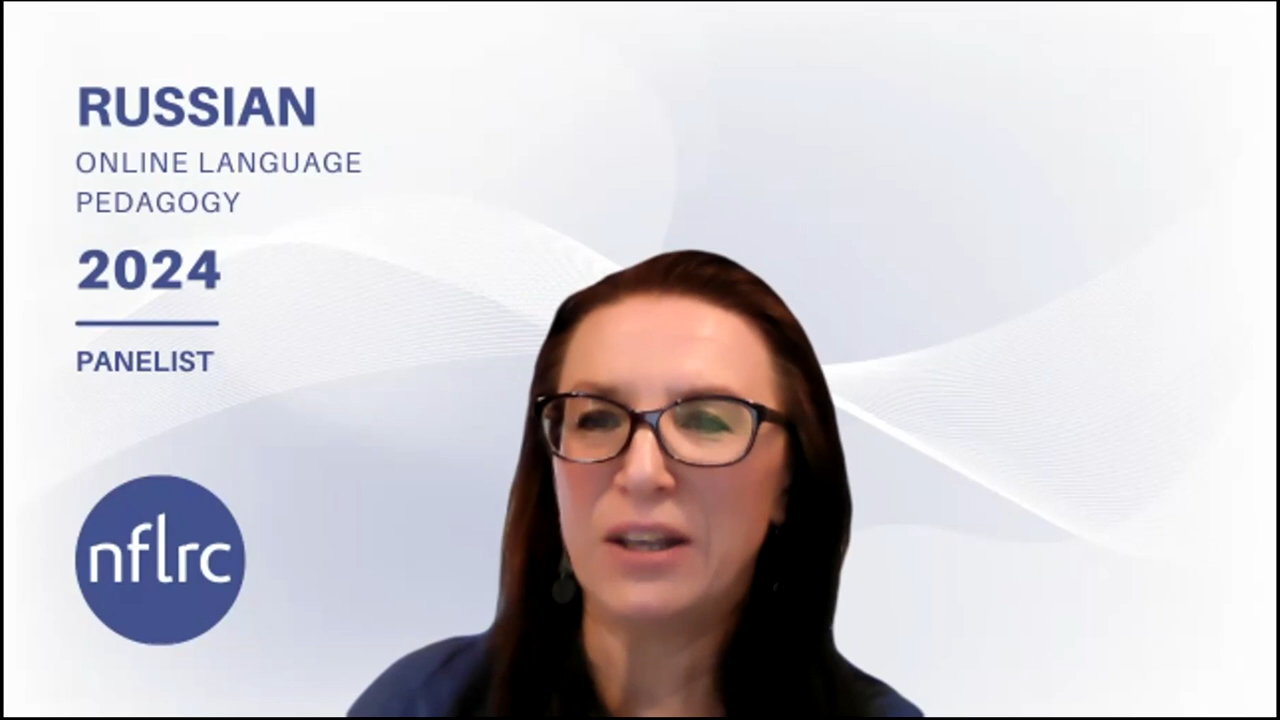 RUSSIAN
ONLINE LANGUAGE
PEDAGOGY
2024
PANELIST
nflrc